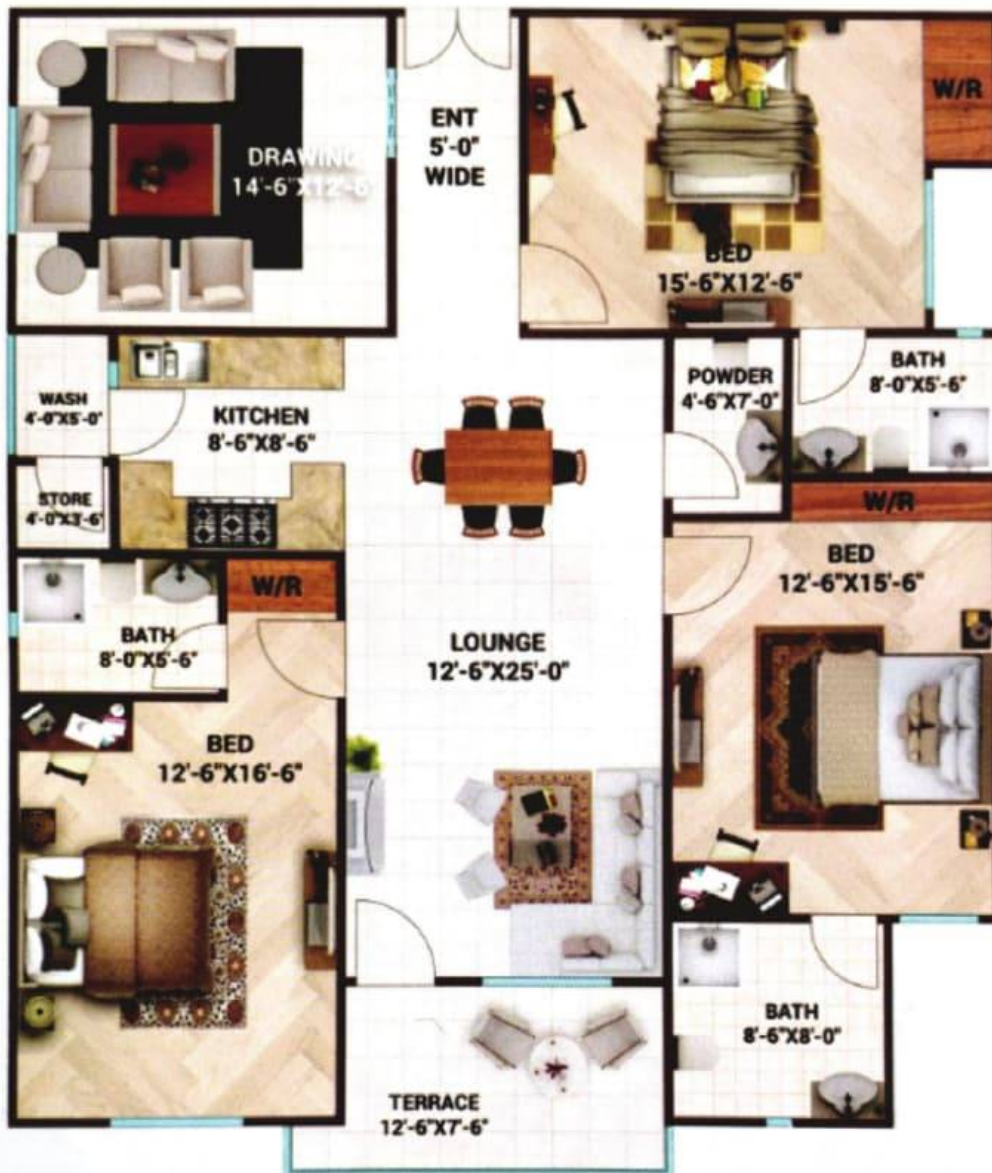 DRAWING
14'-6"X12'-6
ENT
5'-0"
WIDE
W/R
BED
15'-6"X12'-6"
WASH
4'-0"X5'-0"
KITCHEN
8'-6"X8'-6"
POWDER
4'-6"X7'-0"
BATH
8'-0"X5'-6"
STORE
4'-0"X3'-6"
W/R
BED
12'-6"X15'-6"
W/R
BATH
8'-0"X5'-6"
LOUNGE
12'-6"X25'-0"
BED
12'-6"X16'-6"
BATH
8'-6"X8'-0"
TERRACE
12'-6"X7'-6"